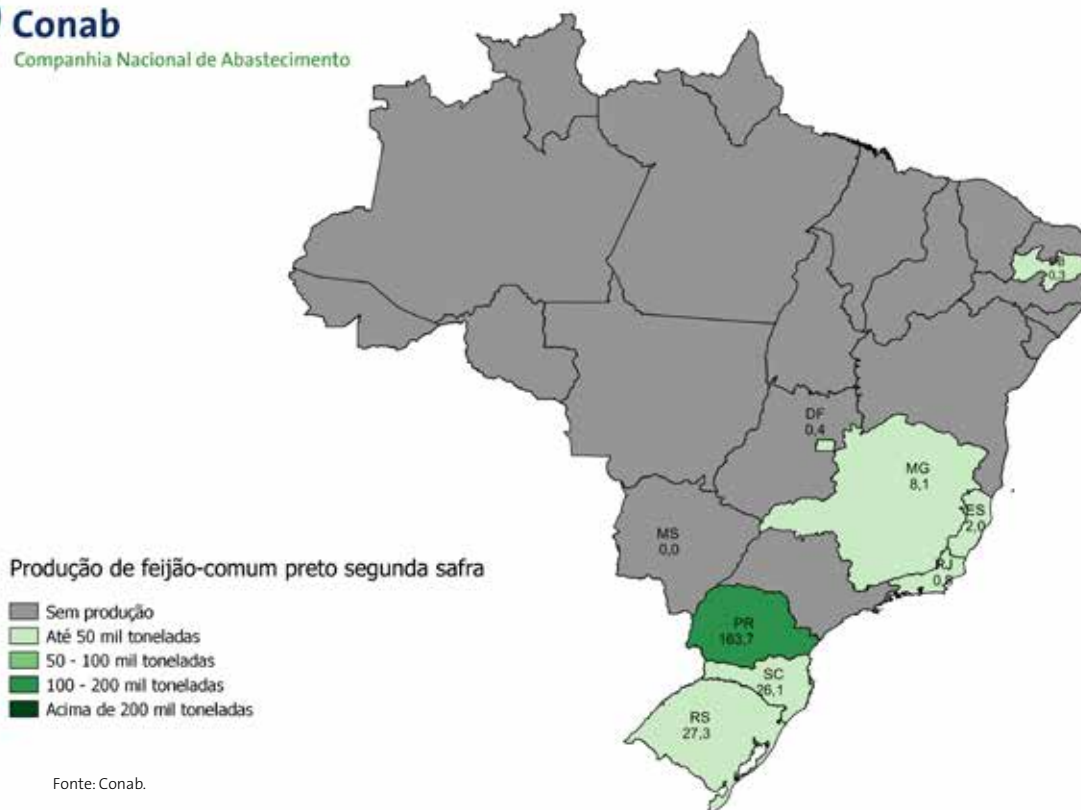 Conab
Companhia Nacional de Abastecimento
PB
0,3
DF
0,4
MG
8,1
ES
2,0
MS
0,0
RJ
PR
163,7
SC
26,1
RS
27,3
Produção de feijão-comum preto segunda safra
Sem produção
Até 50 mil toneladas
50 - 100 mil toneladas
100 - 200 mil toneladas
Acima de 200 mil toneladas
Fonte: Conab.